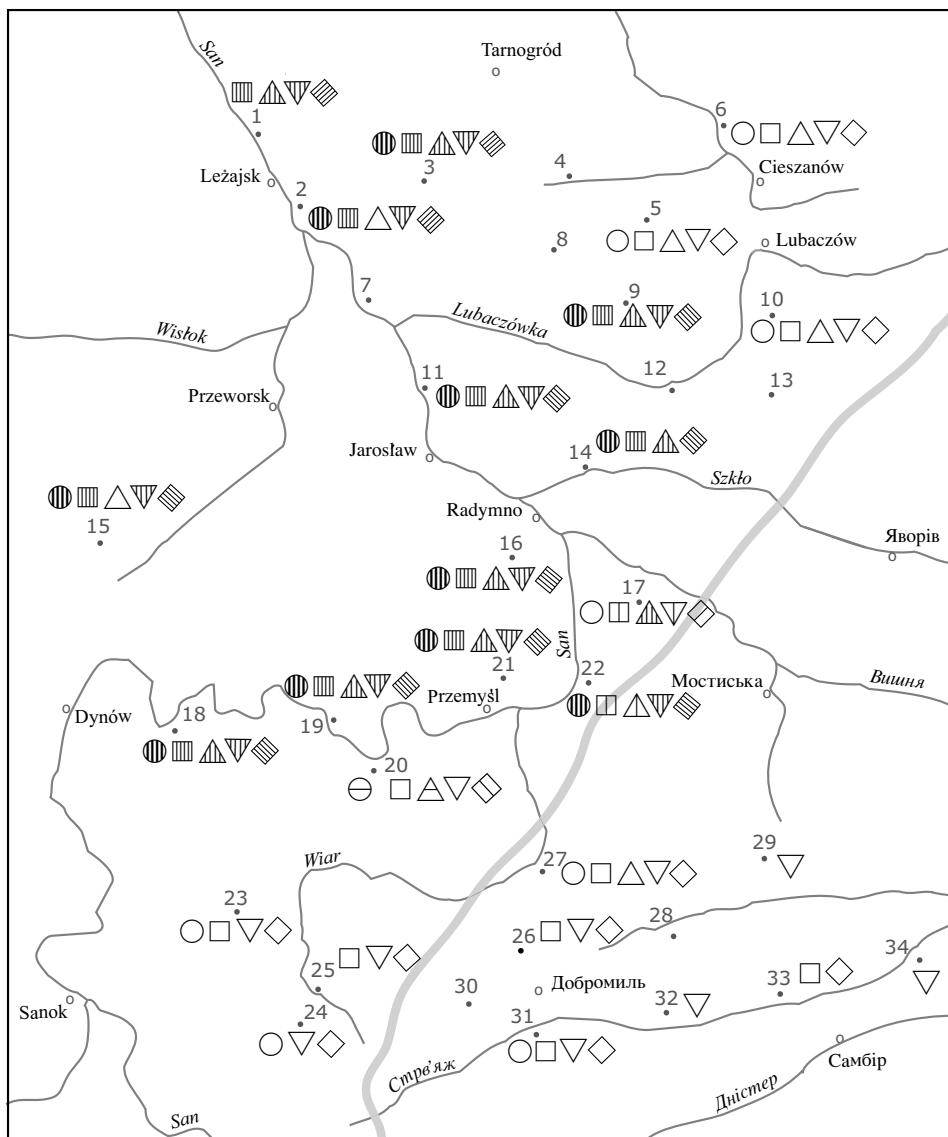 San
Tarnogród
1
6
3
4
Cieszanów
Leżajsk
2
5
8
Lubaczów
7
9
10
Lubaczówka
Wisłok
11
12
13
Przeworsk
Jarosław
14
Szkło
Radymno
15
16
Яворів
17
San
21
22
Мостиська
Вишня
Dynów
18
19
Przemyśl
20
29
Wiar
27
23
28
26
25
34
33
Добромиль
30
32
Sanok
24
31
Самбір
Стрв'яж
Дністер
San